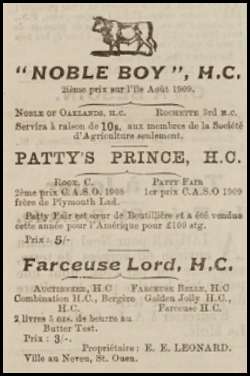 "NOBLE BOY", H.C.
2ième prix sur l'île Août 1909.
NOBLE OF OAKLANDS, H.C. ROCHETTE 3RD H.C.
Servira à raison de 10s. aux membres de la Société
d'Agriculture seulement.
PATTY'S PRINCE, H.C.
ROOK, C. PATTY FAIR
2ème prix C.A.S.O. 1908 1er prix C.A.S.O 1909
frère de Plymouth Lad.
Patty Fair est sœur de Boutillière et a été vendue
cette année pour l'Amérique pour £100 stg.
Prix : 5/-
Farceuse Lord, H.C.
AUCTIONEER, H.C FARCEUSE BELLE, H.C
Combination H.C., Bergère Golden Jolly H.C.,
H.C. Farceuse H.C.
2 livres 5 ozs. de beurre au
Butter Test.
Prix : 3/-.
Propriétaire : E. E. LEONARD.
Ville au Neveu, St. Ouen.